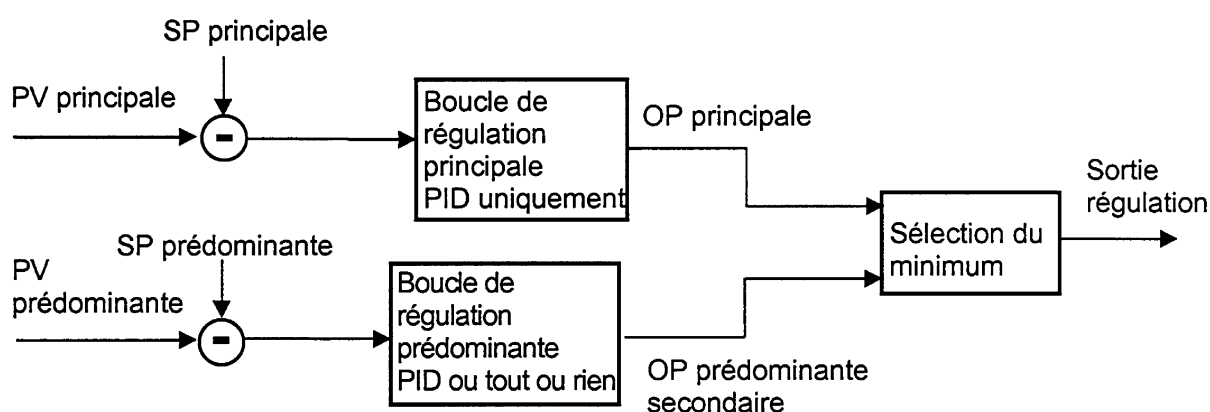 SP principale
PV principale
-
Boucle de
régulation
principale
PID uniquement
OP principale
SP prédominante
PV
prédominante
-
Boucle de
régulation
prédominante
PID ou tout ou rien
OP prédominante
secondaire
Sélection du
minimum
Sortie
régulation